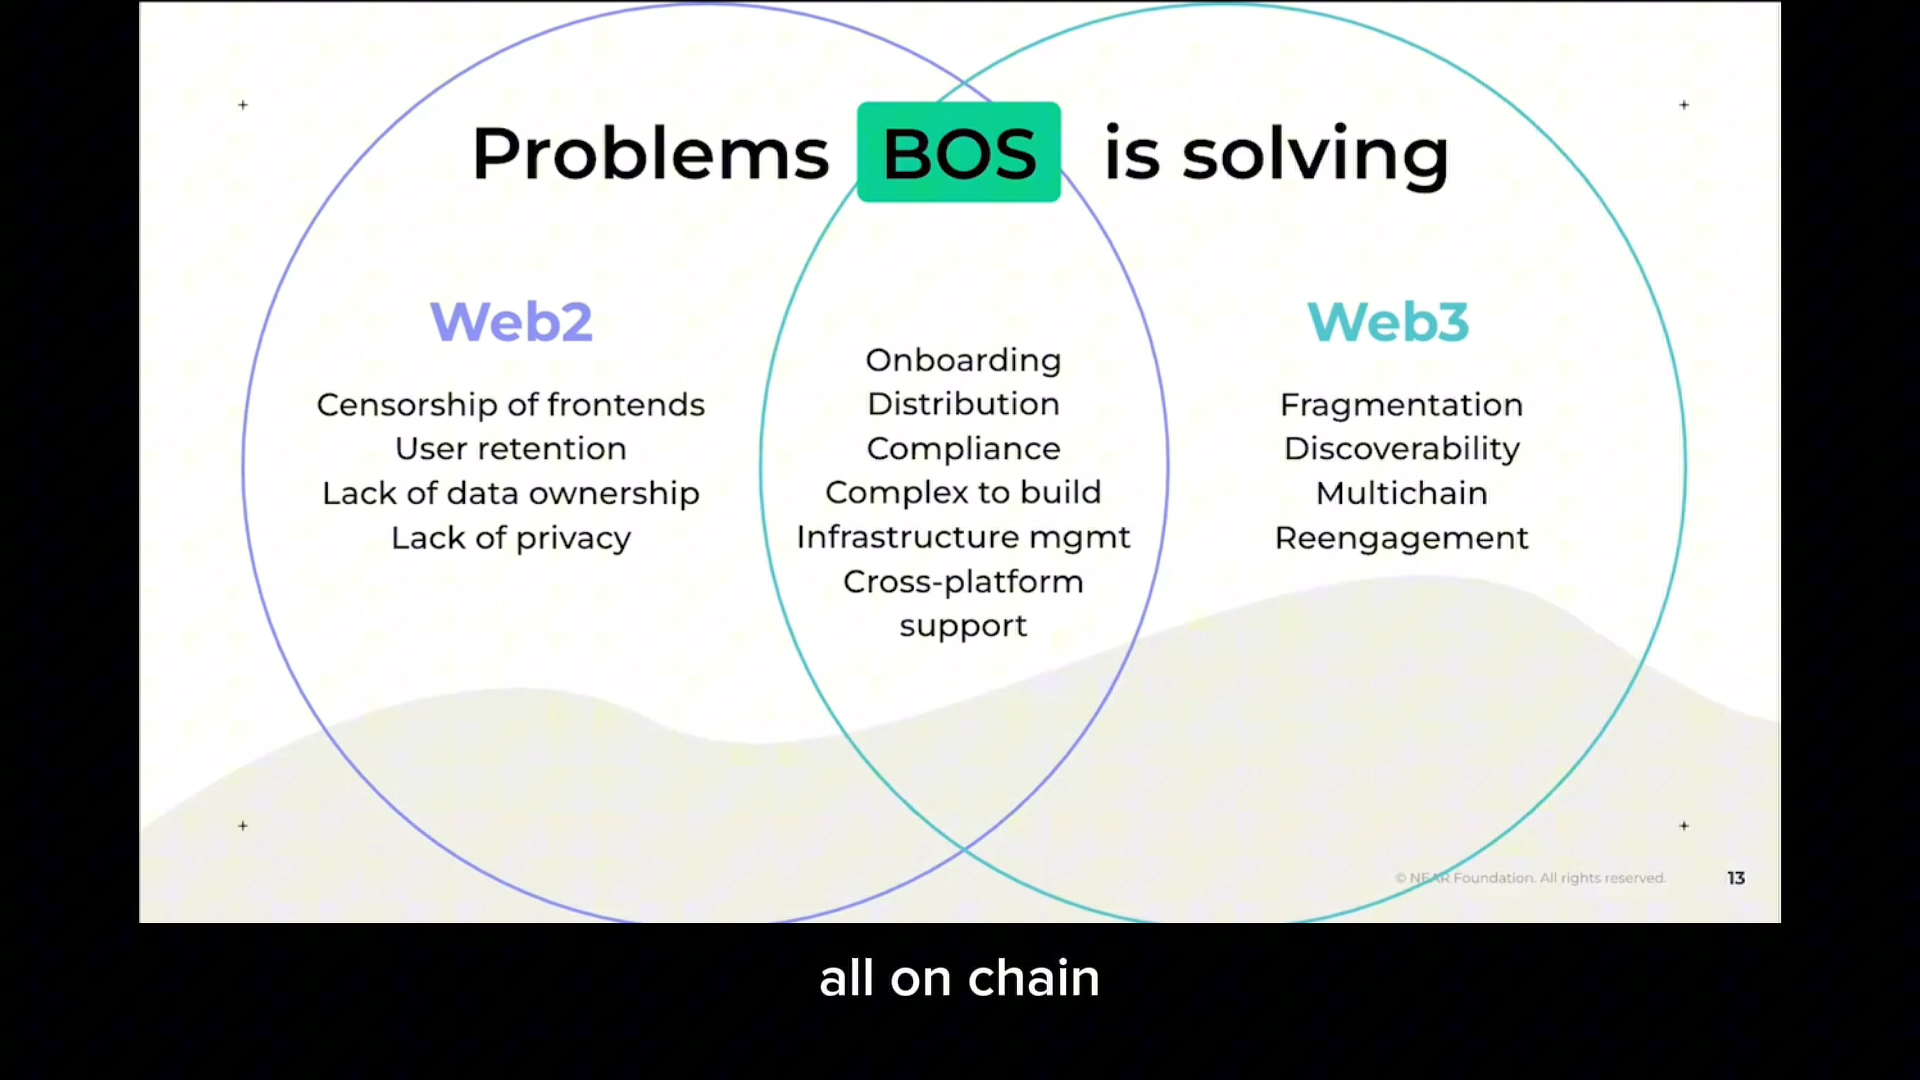 Problems BOS is solving
Web2
Censorship of frontends
User retention
Lack of data ownership
Lack of privacy
Onboarding
Distribution
Compliance
Complex to build
Infrastructure mgmt
Cross-platform
support
Web3
Fragmentation
Discoverability
Multichain
Reengagement
© NEAR Foundation. All rights reserved.
13
all on chain